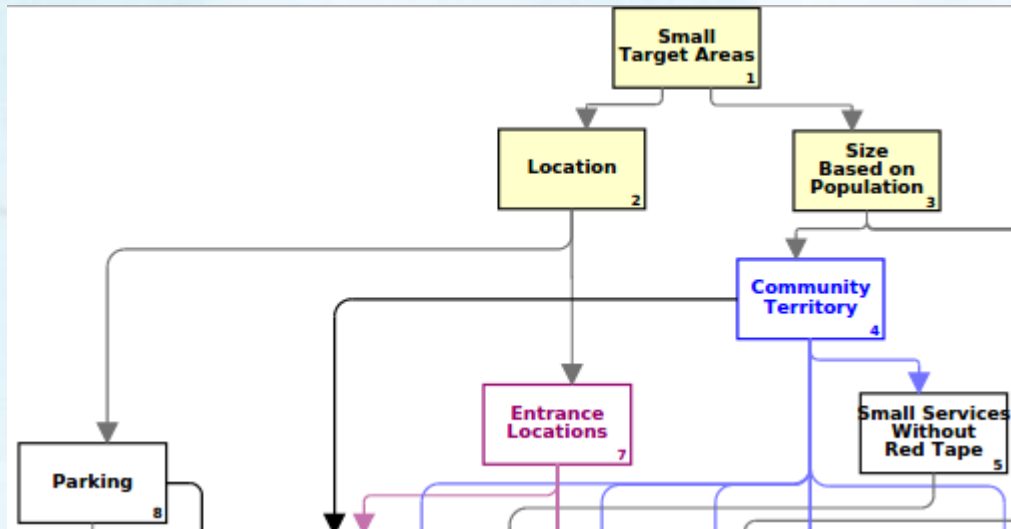 Small
Target Areas
1
Location
2
Size
Based on
Population
3
Community
Territory
4
Entrance
Locations
7
Small Services
Without
Red Tape
5
Parking
8